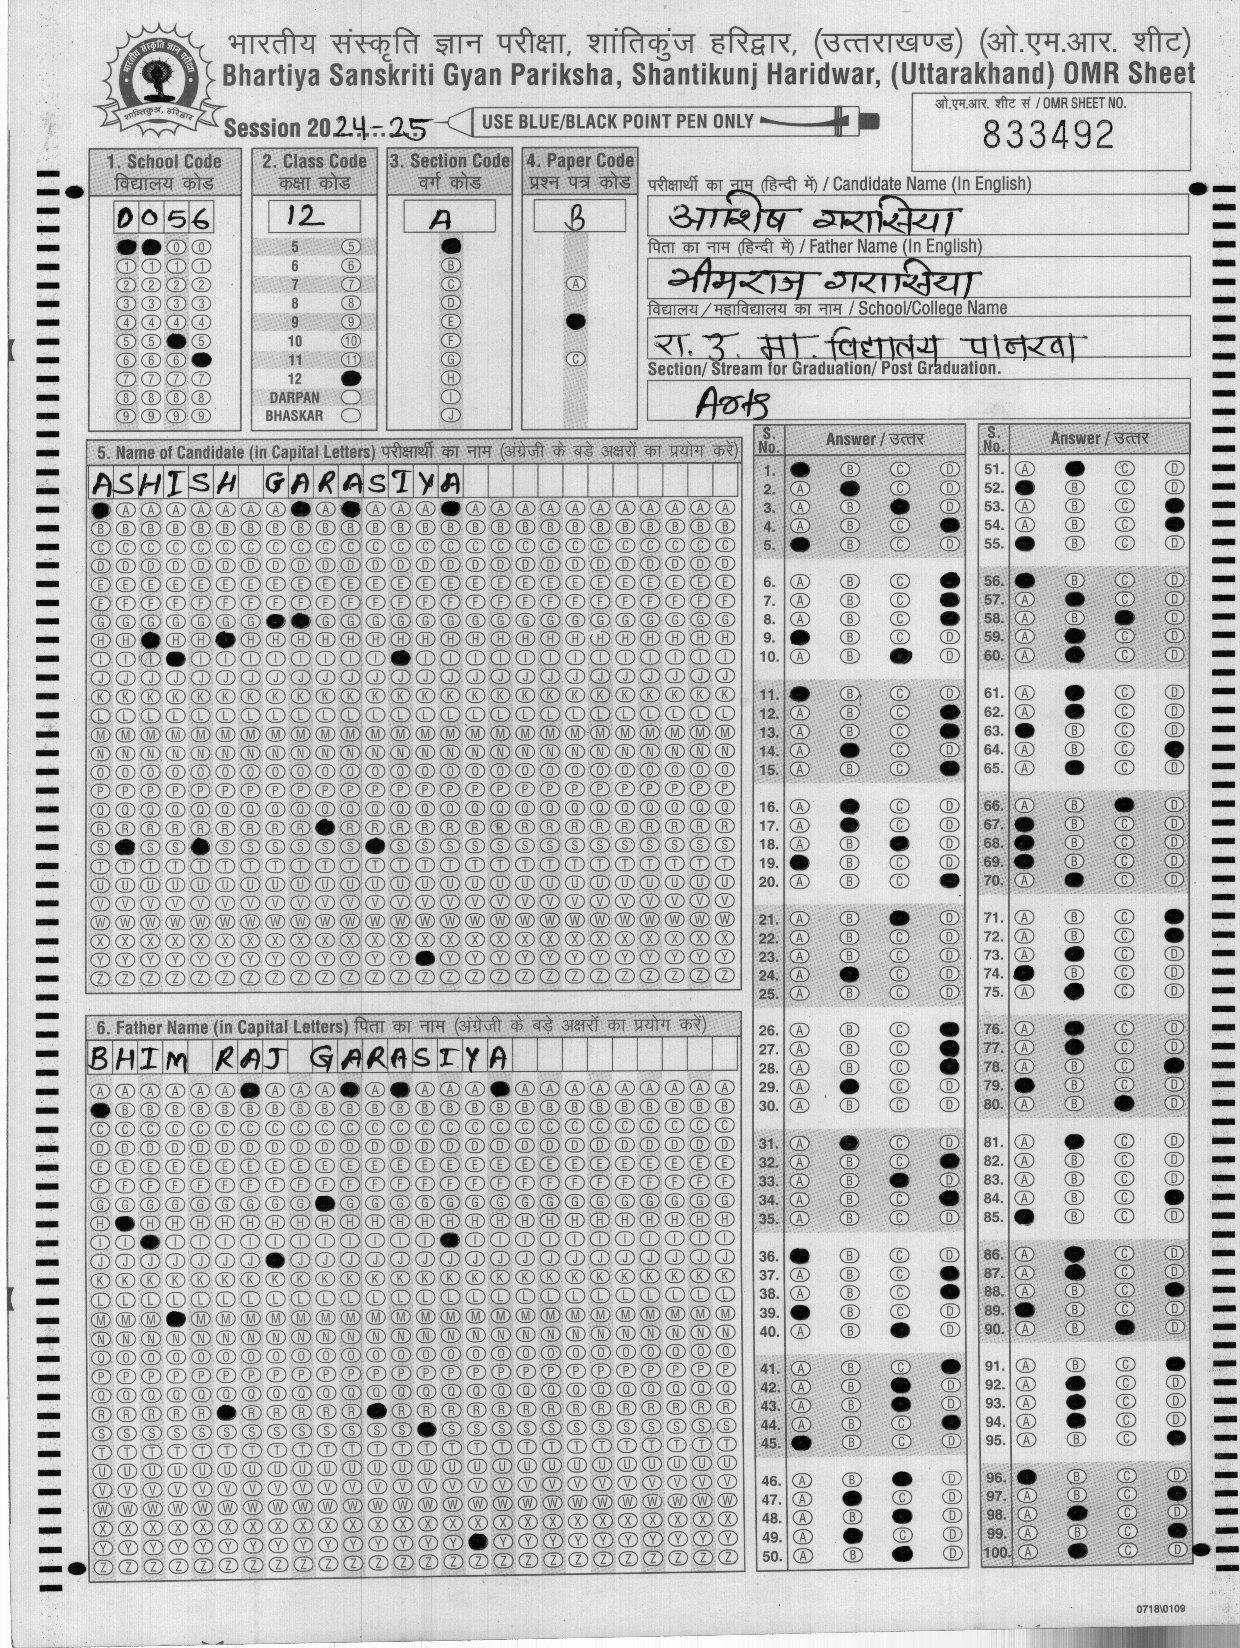 भारतीय संस्कृति ज्ञान परीक्षा, शांतिकुंज हरिद्वार, (उत्तराखण्ड) (ओ.एम.आर. शीट)
Bhartiya Sanskriti Gyan Pariksha, Shantikunj Haridwar, (Uttarakhand) OMR Sheet
Session 2024-25
USE BLUE/BLACK POINT PEN ONLY
ओ.एम.आर. शीट सं / OMR SHEET NO.
833492
1. School Code
विद्यालय कोड
0056
2. Class Code
कक्षा कोड
12
5
6
7
8
9
10
11
12
DARPAN
BHASKAR
3. Section Code
वर्ग कोड
A
4. Paper Code
प्रश्न पत्र कोड
B
परीक्षार्थी का नाम (हिन्दी में) / Candidate Name (In English)
आशिष गरासिया
पिता का नाम (हिन्दी में) / Father Name (In English)
भीमराज गरासिया
विद्यालय / महाविद्यालय का नाम / School/College Name
रा. उ. मा. विद्यालय पानरवा
Section/ Stream for Graduation/ Post Graduation.
Arts
5. Name of Candidate (in Capital Letters) परीक्षार्थी का नाम (अंग्रेजी के बड़े अक्षरों का प्रयोग करें)
ASHISH GARASIYA
6. Father Name (in Capital Letters) पिता का नाम (अंग्रेजी के बड़े अक्षरों का प्रयोग करें)
BHIM RAJ GARASIYA
S. No. Answer / उत्तर
S. No. Answer / उत्तर
0718\0109